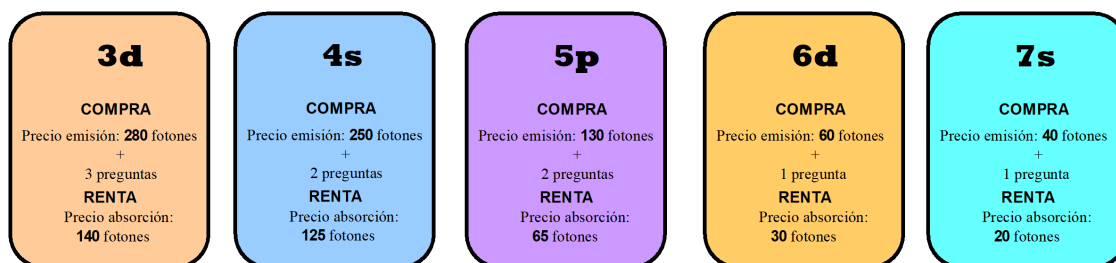 3d
COMPRA
Precio emisión: 280 fotones
+
3 preguntas
RENTA
Precio absorción:
140 fotones
4s
COMPRA
Precio emisión: 250 fotones
+
2 preguntas
RENTA
Precio absorción:
125 fotones
5p
COMPRA
Precio emisión: 130 fotones
+
2 preguntas
RENTA
Precio absorción:
65 fotones
6d
COMPRA
Precio emisión: 60 fotones
+
1 pregunta
RENTA
Precio absorción:
30 fotones
7s
COMPRA
Precio emisión: 40 fotones
+
1 pregunta
RENTA
Precio absorción:
20 fotones